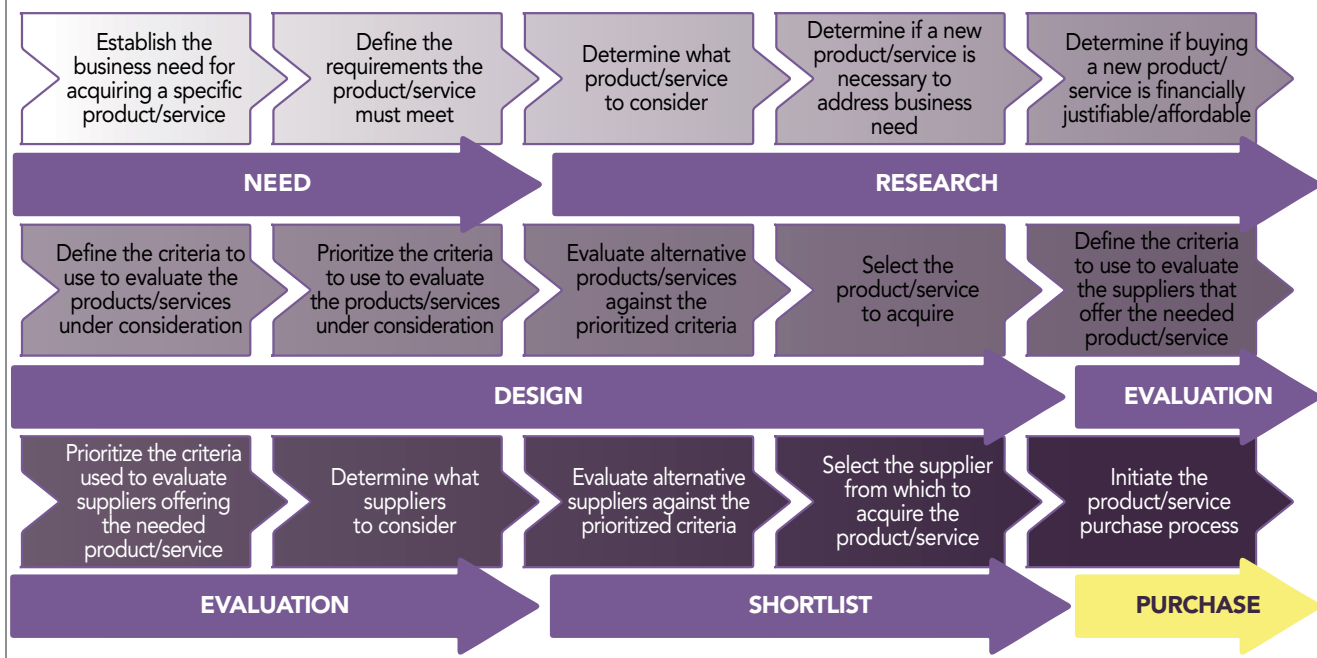 Establish the
business need for
acquiring a specific
product/service
Define the
requirements the
product/service
must meet
Determine what
product/service
to consider
Determine if a new
product/service is
necessary to
address business
need
Determine if buying
a new product/
service is financially
justifiable/affordable
NEED
RESEARCH
Define the criteria to
use to evaluate the
products/services
under consideration
Prioritize the criteria
to use to evaluate
the products/services
under consideration
Evaluate alternative
products/services
against the
prioritized criteria
Select the
product/service
to acquire
Define the criteria
to use to evaluate
the suppliers that
offer the needed
product/service
DESIGN
EVALUATION
Prioritize the criteria
used to evaluate
suppliers offering
the needed
product/service
Determine what
suppliers
to consider
Evaluate alternative
suppliers against the
prioritized criteria
Select the supplier
from which to
acquire the
product/service
Initiate the
product/service
purchase process
EVALUATION
SHORTLIST
PURCHASE